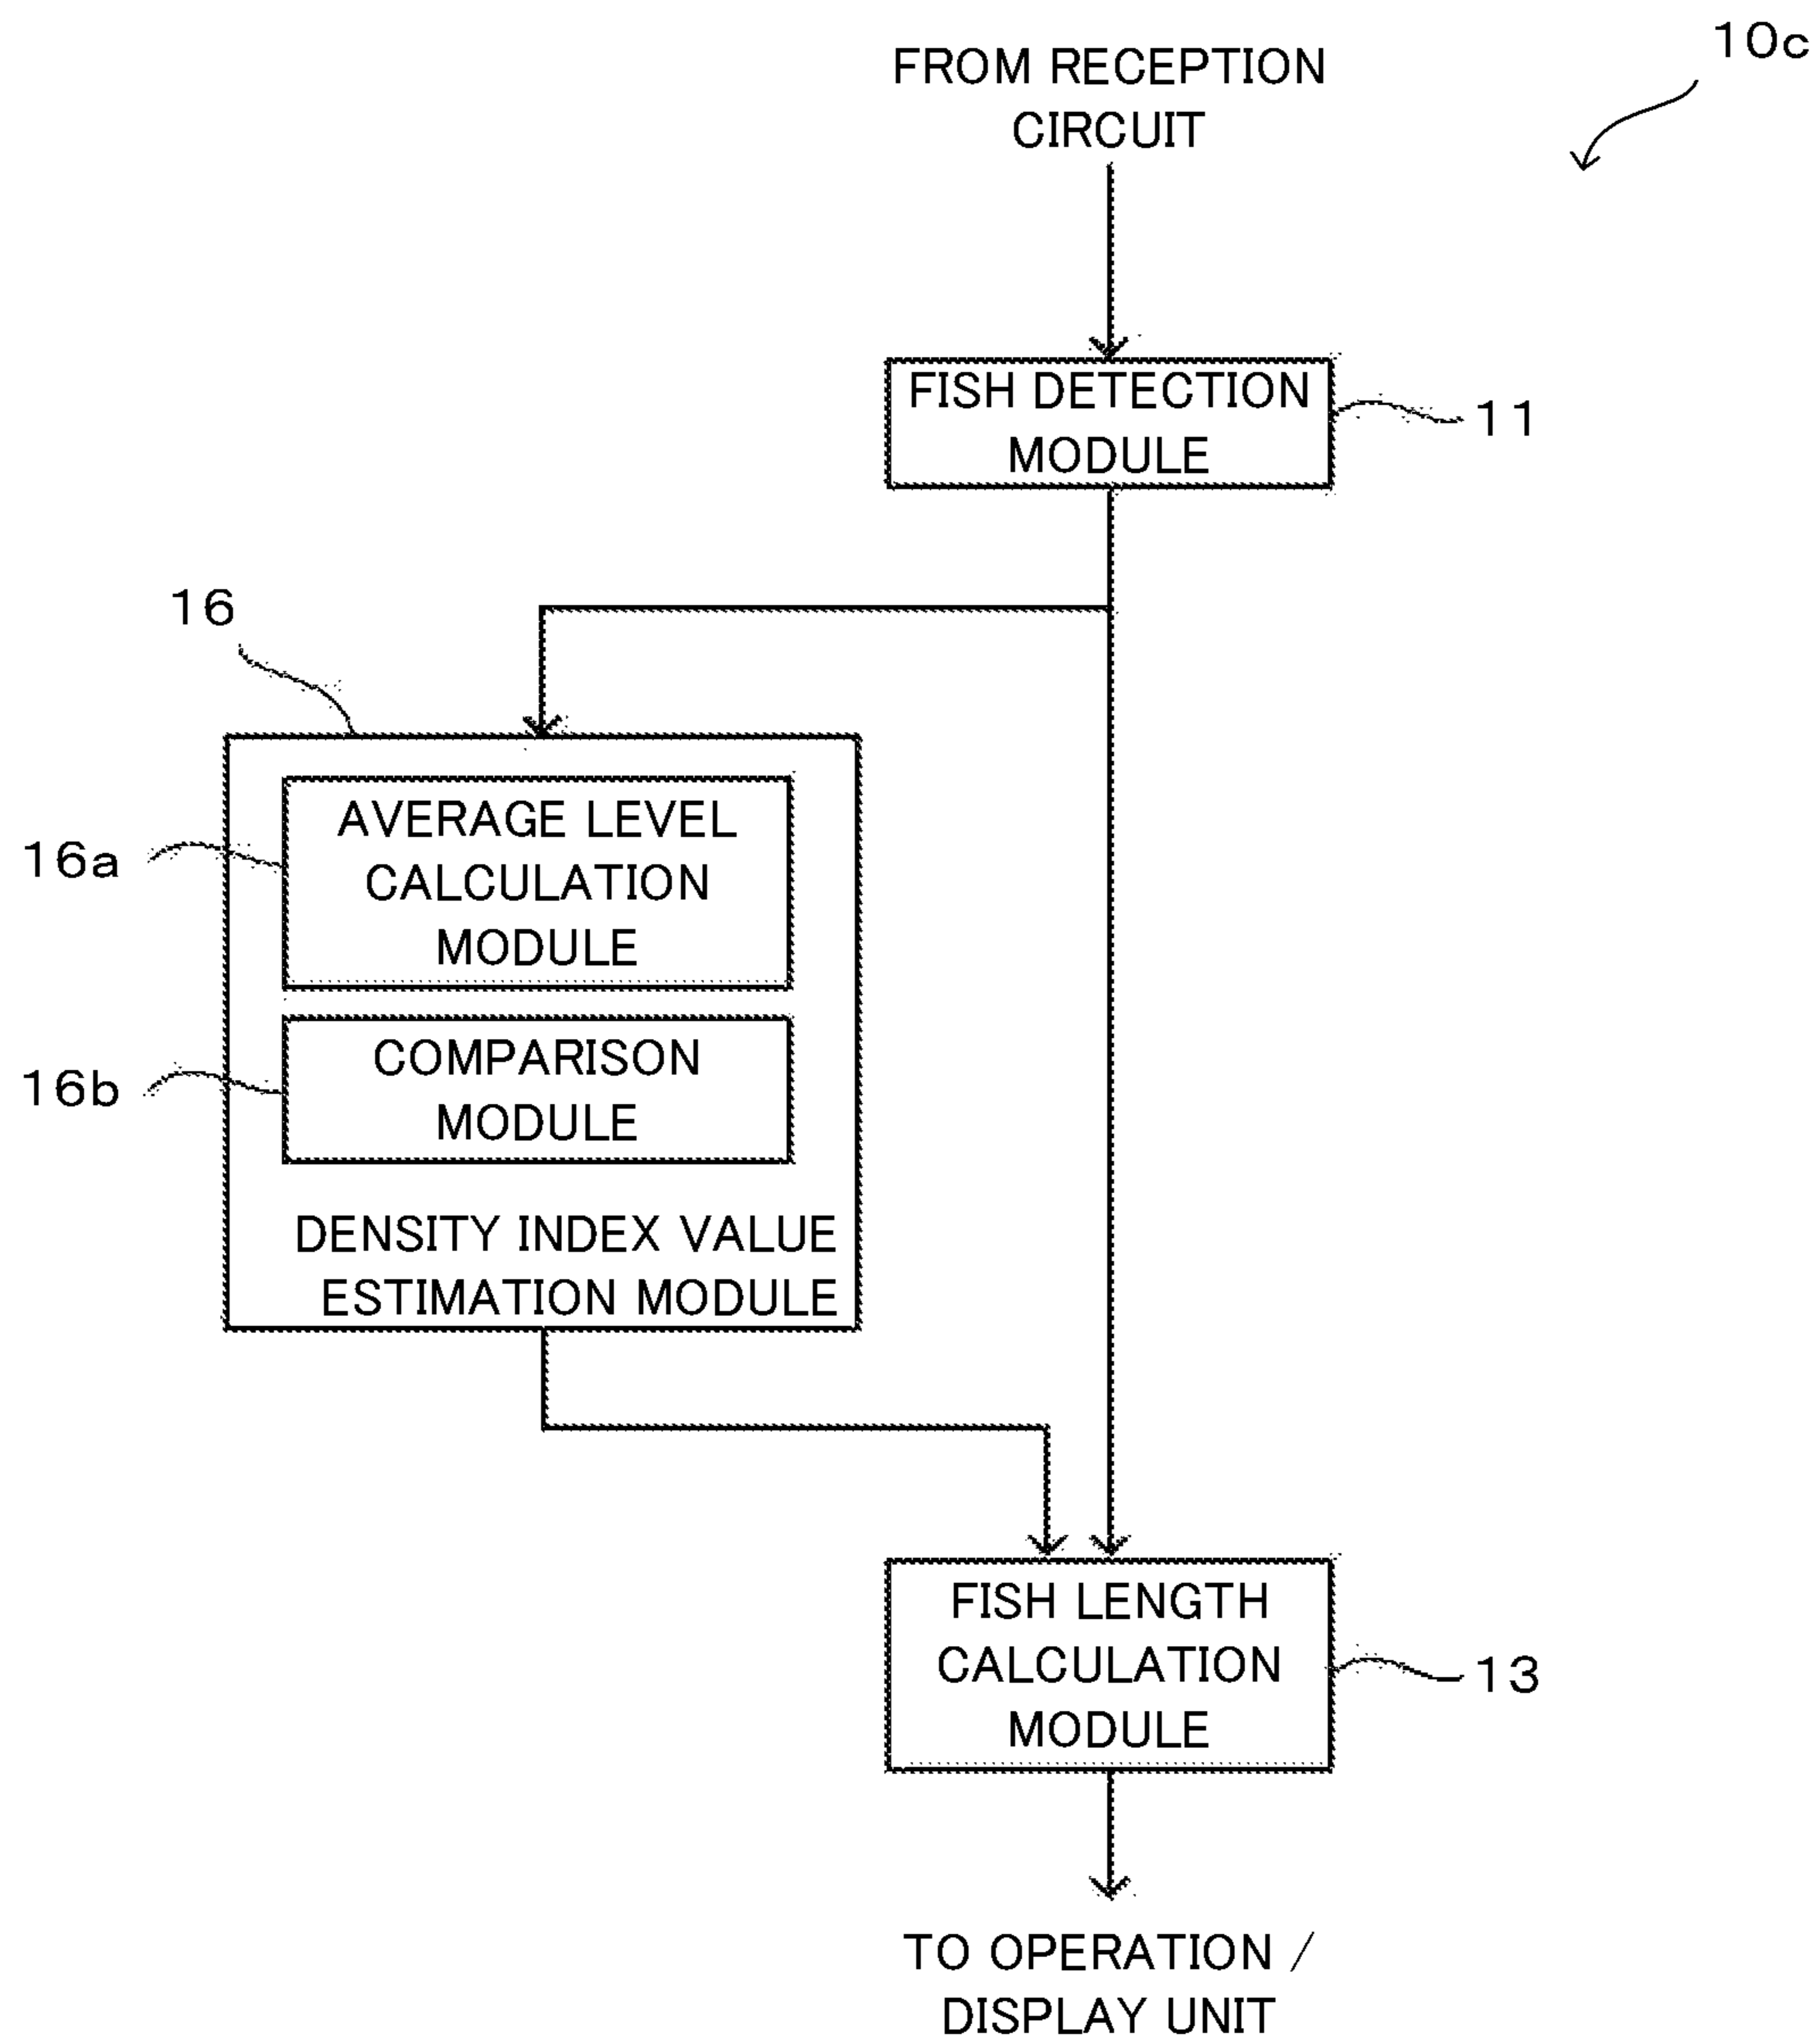 10c
FROM RECEPTION
CIRCUIT
FISH DETECTION
MODULE
11
16
AVERAGE LEVEL
CALCULATION
MODULE
16a
COMPARISON
MODULE
16b
DENSITY INDEX VALUE
ESTIMATION MODULE
FISH LENGTH
CALCULATION
MODULE
13
TO OPERATION /
DISPLAY UNIT